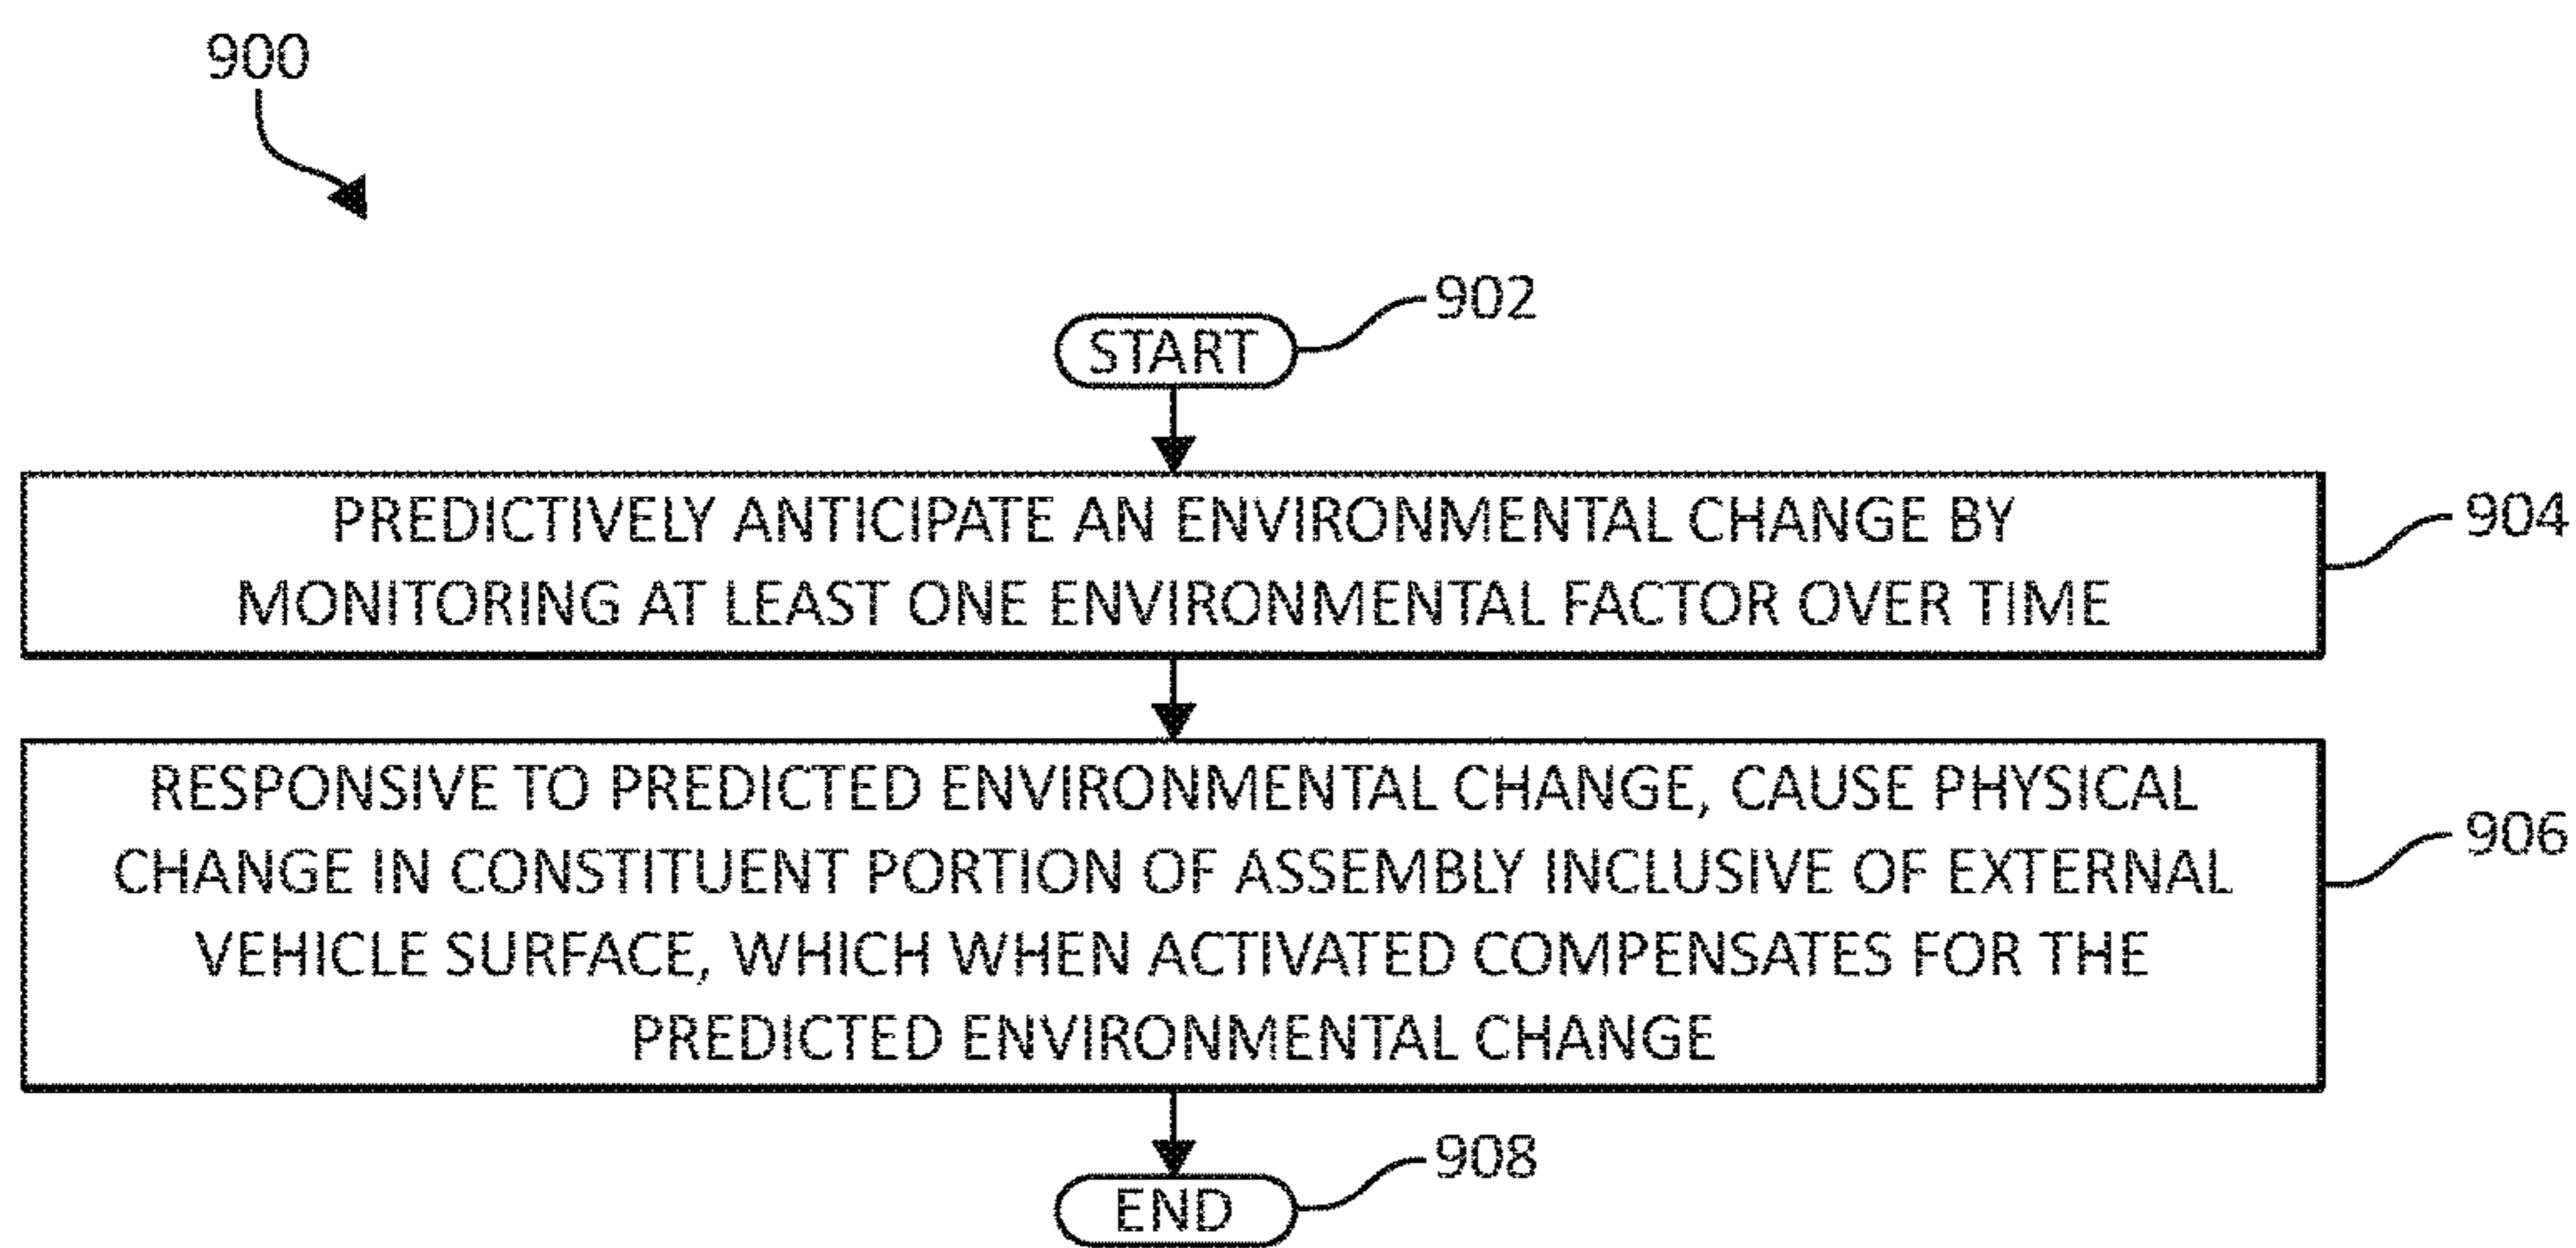 900
902
START
PREDICTIVELY ANTICIPATE AN ENVIRONMENTAL CHANGE BY
904
MONITORING AT LEAST ONE ENVIRONMENTAL FACTOR OVER TIME
RESPONSIVE TO PREDICTED ENVIRONMENTAL CHANGE, CAUSE PHYSICAL
906
CHANGE IN CONSTITUENT PORTION OF ASSEMBLY INCLUSIVE OF EXTERNAL
VEHICLE SURFACE, WHICH WHEN ACTIVATED COMPENSATES FOR THE
PREDICTED ENVIRONMENTAL CHANGE
908
END